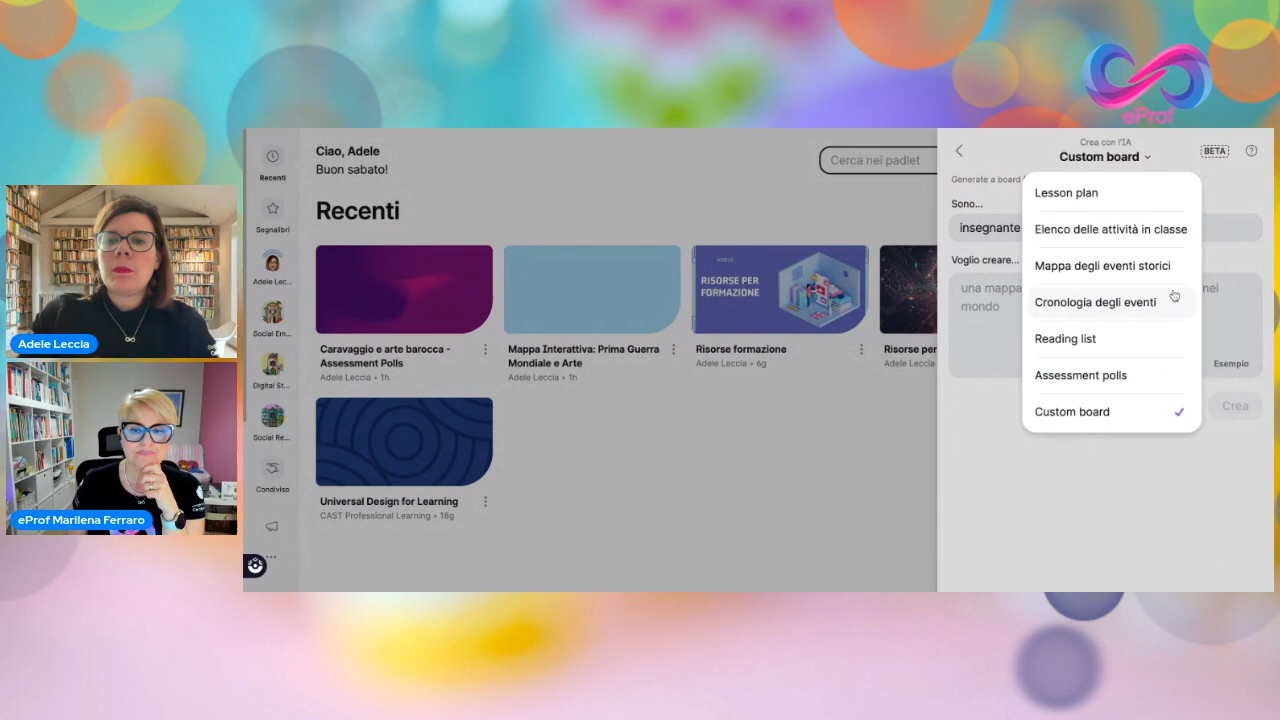 eProf
Ciao, Adele
Buon sabato!
Cerca nei padlet
Recenti
Recenti
Segnalibri
Adele Lec...
Social Em...
Digital St...
Social Re...
Condiviso
ADELE
RISORSE PER
FORMAZIONE
Caravaggio e arte barocca -
Assessment Polls
Adele Leccia • 1h
Mappa Interattiva: Prima Guerra
Mondiale e Arte
Adele Leccia • 1h
Risorse formazione
Adele Leccia • 6g
Risorse per
Adele Leccia
Universal Design for Learning
CAST Professional Learning • 18g
Crea con l'IA
Custom board
BETA
Generate a board
Sono...
insegnante
Voglio creare...
una mappa
nel
mondo
Esempio
Crea
Lesson plan
Elenco delle attività in classe
Mappa degli eventi storici
Cronologia degli eventi
Reading list
Assessment polls
Custom board
Adele Leccia
eProf Marilena Ferraro